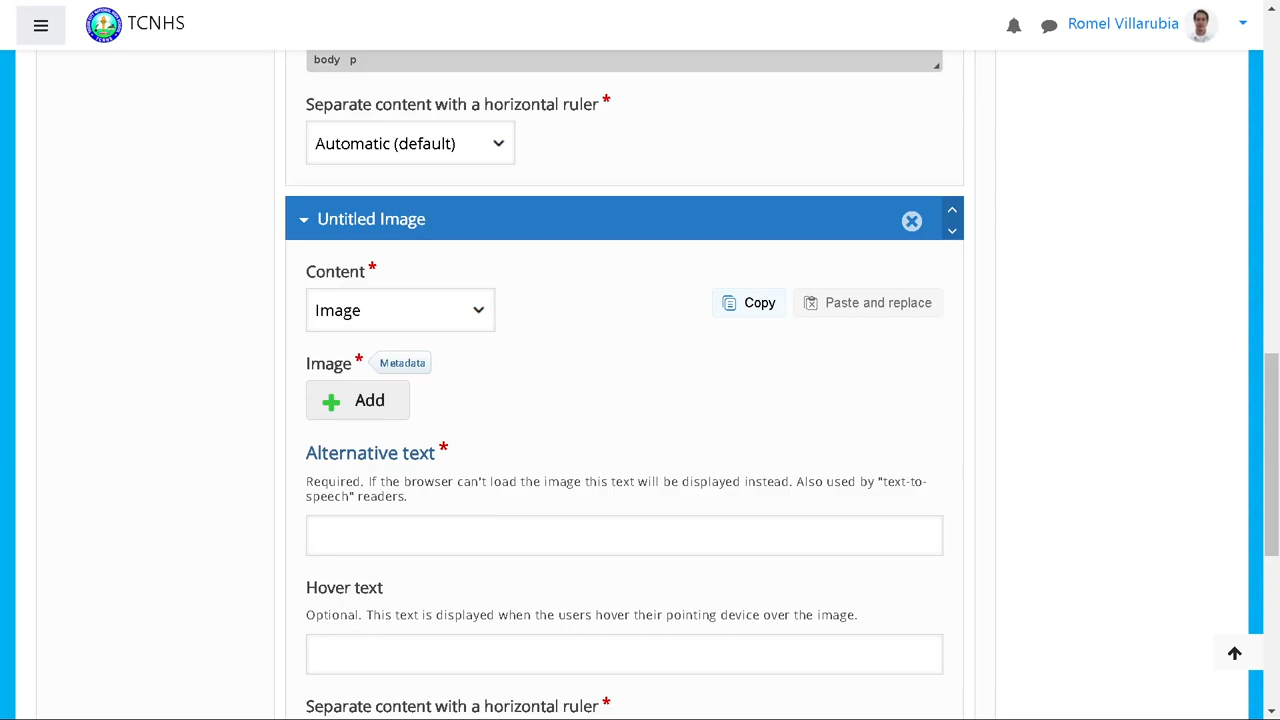 TCNHS
Romel Villarubia
body p
Separate content with a horizontal ruler *
Automatic (default)
Untitled Image
Content *
Image
Copy
Paste and replace
Image * Metadata
Add
Alternative text *
Required. If the browser can't load the image this text will be displayed instead. Also used by "text-to-
speech" readers.
Hover text
Optional. This text is displayed when the users hover their pointing device over the image.
Separate content with a horizontal ruler *